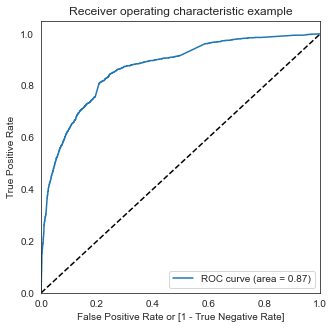 Receiver operating characteristic example
True Positive Rate
1.0
0.8
0.6
0.4
0.2
0.0
ROC curve (area = 0.87)
0.0 0.2 0.4 0.6 0.8 1.0
False Positive Rate or [1 - True Negative Rate]